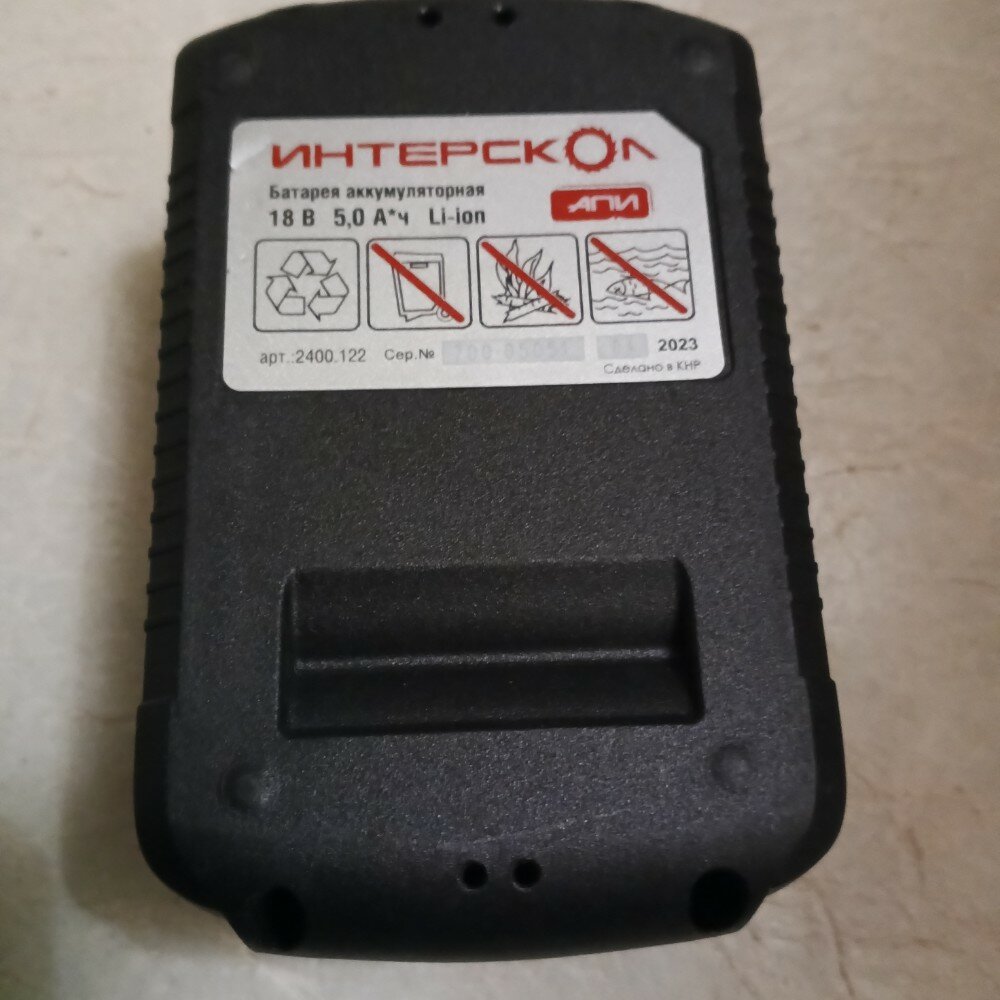 ИНТЕРСКОЛ
Батарея аккумуляторная
18 В 5,0 А*ч Li-ion
АПИ
арт.:2400.122 Сер.№ 2023
Сделано в КНР